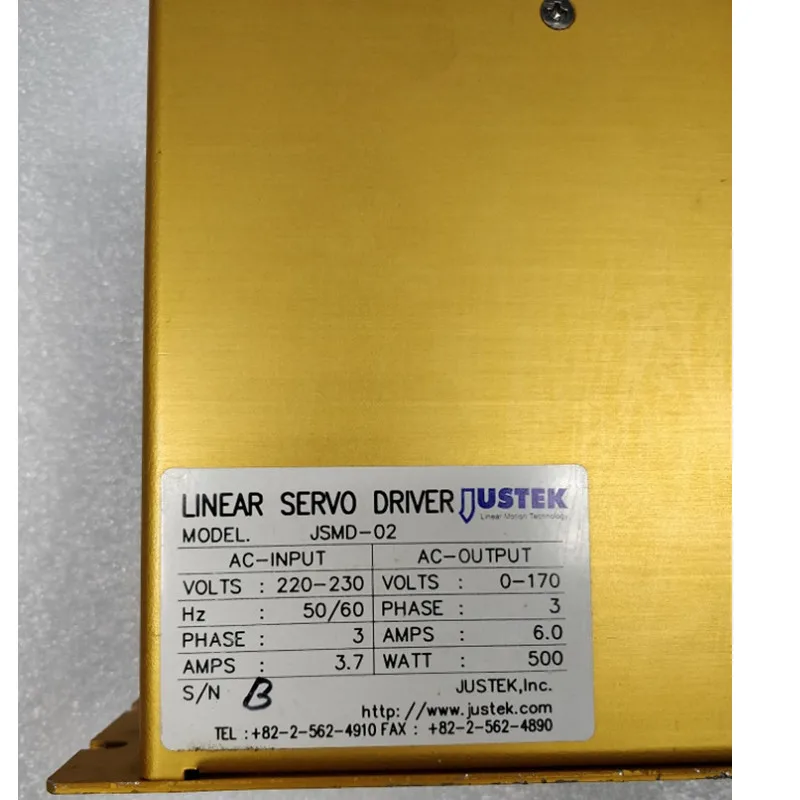 LINEAR SERVO DRIVER JUSTEK
Linear Motion Technology
MODEL. JSMD-02
AC-INPUT AC-OUTPUT
VOLTS : 220-230 VOLTS : 0-170
Hz : 50/60 PHASE : 3
PHASE : 3 AMPS : 6.0
AMPS : 3.7 WATT : 500
S/N B JUSTEK,Inc.
http://www.justek.com
TEL : +82-2-562-4910 FAX : +82-2-562-4890